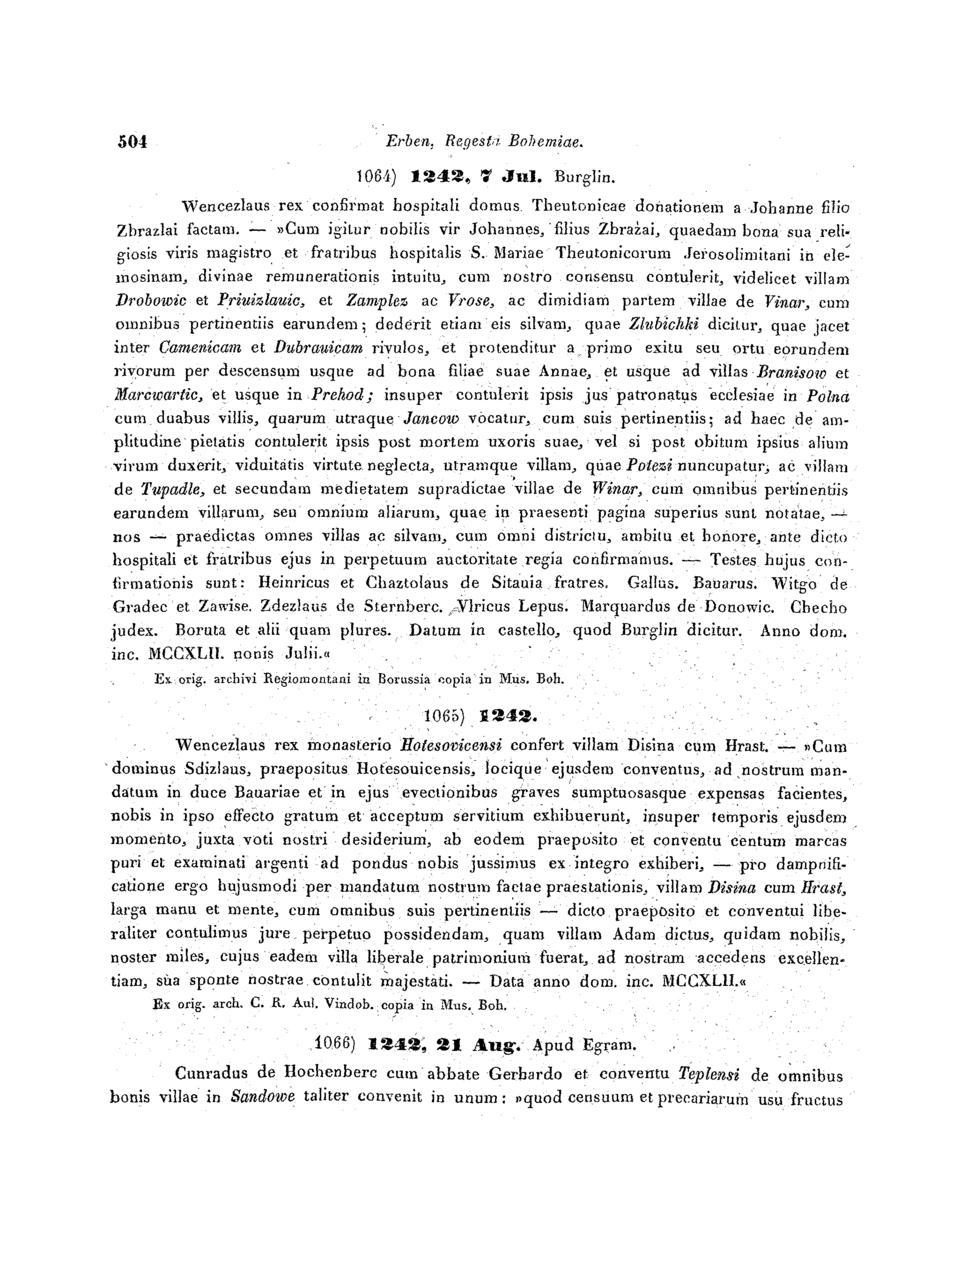 504 Erben, Regesta Bohemiae.
1064) 1242, 7 Jul. Burglin.
Wencezlaus rex confirmat hospitali domus Theutonicae donationem a Johanne filio
Zbrazlai factam. — »Cum igitur nobilis vir Johannes, filius Zbrażai, quaedam bona sua reli-
giosis viris magistro et fratribus hospitalis S. Mariae Theutonicorum Jerosolimitani in ele-
mosinam, divinae remunerationis intuitu, cum nostro consensu contulerit, videlicet villam
Drobowic et Priuizlauic, et Zamplez ac Vrose, ac dimidiam partem villae de Vinar, cum
omnibus pertinentiis earundem; dederit etiam eis silvam, quae Zlubichki dicitur, quae jacet
inter Camenicam et Dubrauicam rivulos, et protenditur a primo exitu seu ortu eorundem
rivorum per descensum usque ad bona filiae suae Annae, et usque ad villas Branisow et
Marcwartic, et usque in Prehod; insuper contulerit ipsis jus patronatus ecclesiae in Polna
cum duabus villis, quarum utraque Jancow vocatur, cum suis pertinentiis; ad haec de am-
plitudine pietatis contulerit ipsis post mortem uxoris suae, vel si post obitum ipsius alium
virum duxerit, viduitatis virtute neglecta, utramque villam, quae Potezi nuncupatur, ac villam
de Tupadle, et secundam medietatem supradictae villae de Winar, cum omnibus pertinentiis
earundem villarum, seu omnium aliarum, quae in praesenti pagina superius sunt notatae, —
nos — praedictas omnes villas ac silvam, cum omni districtu, ambitu et honore, ante dicto
hospitali et fratribus ejus in perpetuum auctoritate regia confirmamus. — Testes hujus con-
firmationis sunt: Heinricus et Chaztolaus de Sitauia fratres. Gallus. Bauarus. Witgo de
Gradec et Zawise. Zdezlaus de Sternberc. Vlricus Lepus. Marquardus de Donowic. Checho
judex. Boruta et alii quam plures. Datum in castello, quod Burglin dicitur. Anno dom.
inc. MCCXLII. nonis Julii.«
Ex orig. archivi Regiomontani in Borussia copia in Mus. Boh.
1065) 1242.
Wencezlaus rex monasterio Hotesovicensi confert villam Disina cum Hrast. — »Cum
dominus Sdizlaus, praepositus Hotesouicensis, locique ejusdem conventus, ad nostrum man-
datum in duce Bauariae et in ejus evectionibus graves sumptuosasque expensas facientes,
nobis in ipso effecto gratum et acceptum servitium exhibuerunt, insuper temporis ejusdem
momento, juxta voti nostri desiderium, ab eodem praeposito et conventu centum marcas
puri et examinati argenti ad pondus nobis jussimus ex integro exhiberi, — pro dampnifi-
catione ergo hujusmodi per mandatum nostrum factae praestationis, villam Disina cum Hrast,
larga manu et mente, cum omnibus suis pertinentiis — dicto praeposito et conventui libe-
raliter contulimus jure perpetuo possidendam, quam villam Adam dictus, quidam nobilis,
noster miles, cujus eadem villa liberale patrimonium fuerat, ad nostram accedens excellen-
tiam, sua sponte nostrae contulit majestati. — Data anno dom. inc. MCCXLII.«
Ex orig. arch. C. R. Aul. Vindob. copia in Mus. Boh.
1066) 1242, 21 Aug. Apud Egram.
Cunradus de Hochenberc cum abbate Gerhardo et conventu Teplensi de omnibus
bonis villae in Sandowe taliter convenit in unum: »quod censuum et precariarum usu fructus